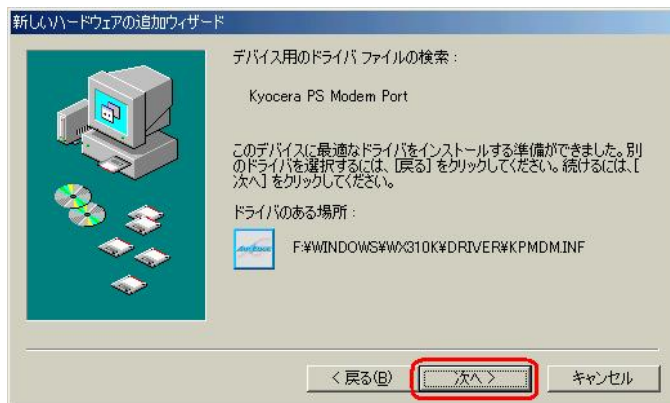 新しいハードウェアの追加ウィザード
デバイス用のドライバ ファイルの検索：
Kyocera PS Modem Port
このデバイスに最適なドライバをインストールする準備ができました。別
のドライバを選択するには、[戻る] をクリックしてください。続けるには、[
次へ] をクリックしてください。
ドライバのある場所：
F:¥WINDOWS¥WX310K¥DRIVER¥KPMDM.INF
< 戻る(B)
次へ >
キャンセル